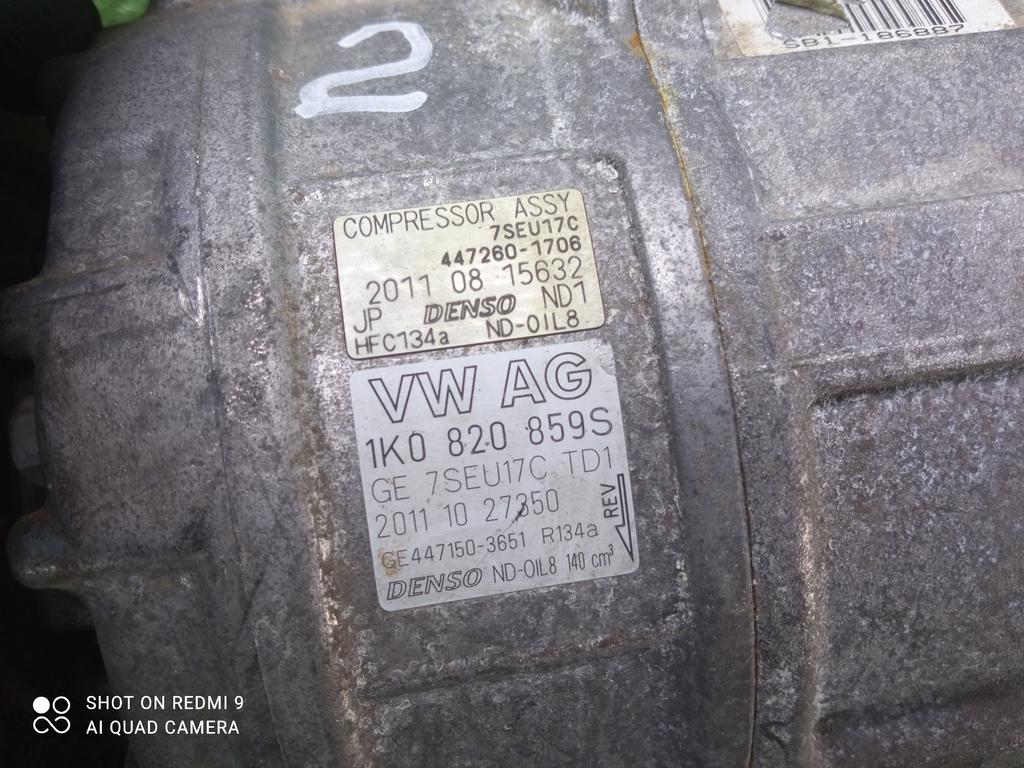 SB1-186887
2
COMPRESSOR ASSY
7SEU17C
447260-1706
2011 08 15632
JP DENSO ND1
HFC134a ND-OIL8
VW AG
1K0 820 859S
GE 7SEU17C TD1
2011 10 27350
REV
GE447150-3651 R134a
DENSO ND-OIL8 140 cm³
SHOT ON REDMI 9
AI QUAD CAMERA